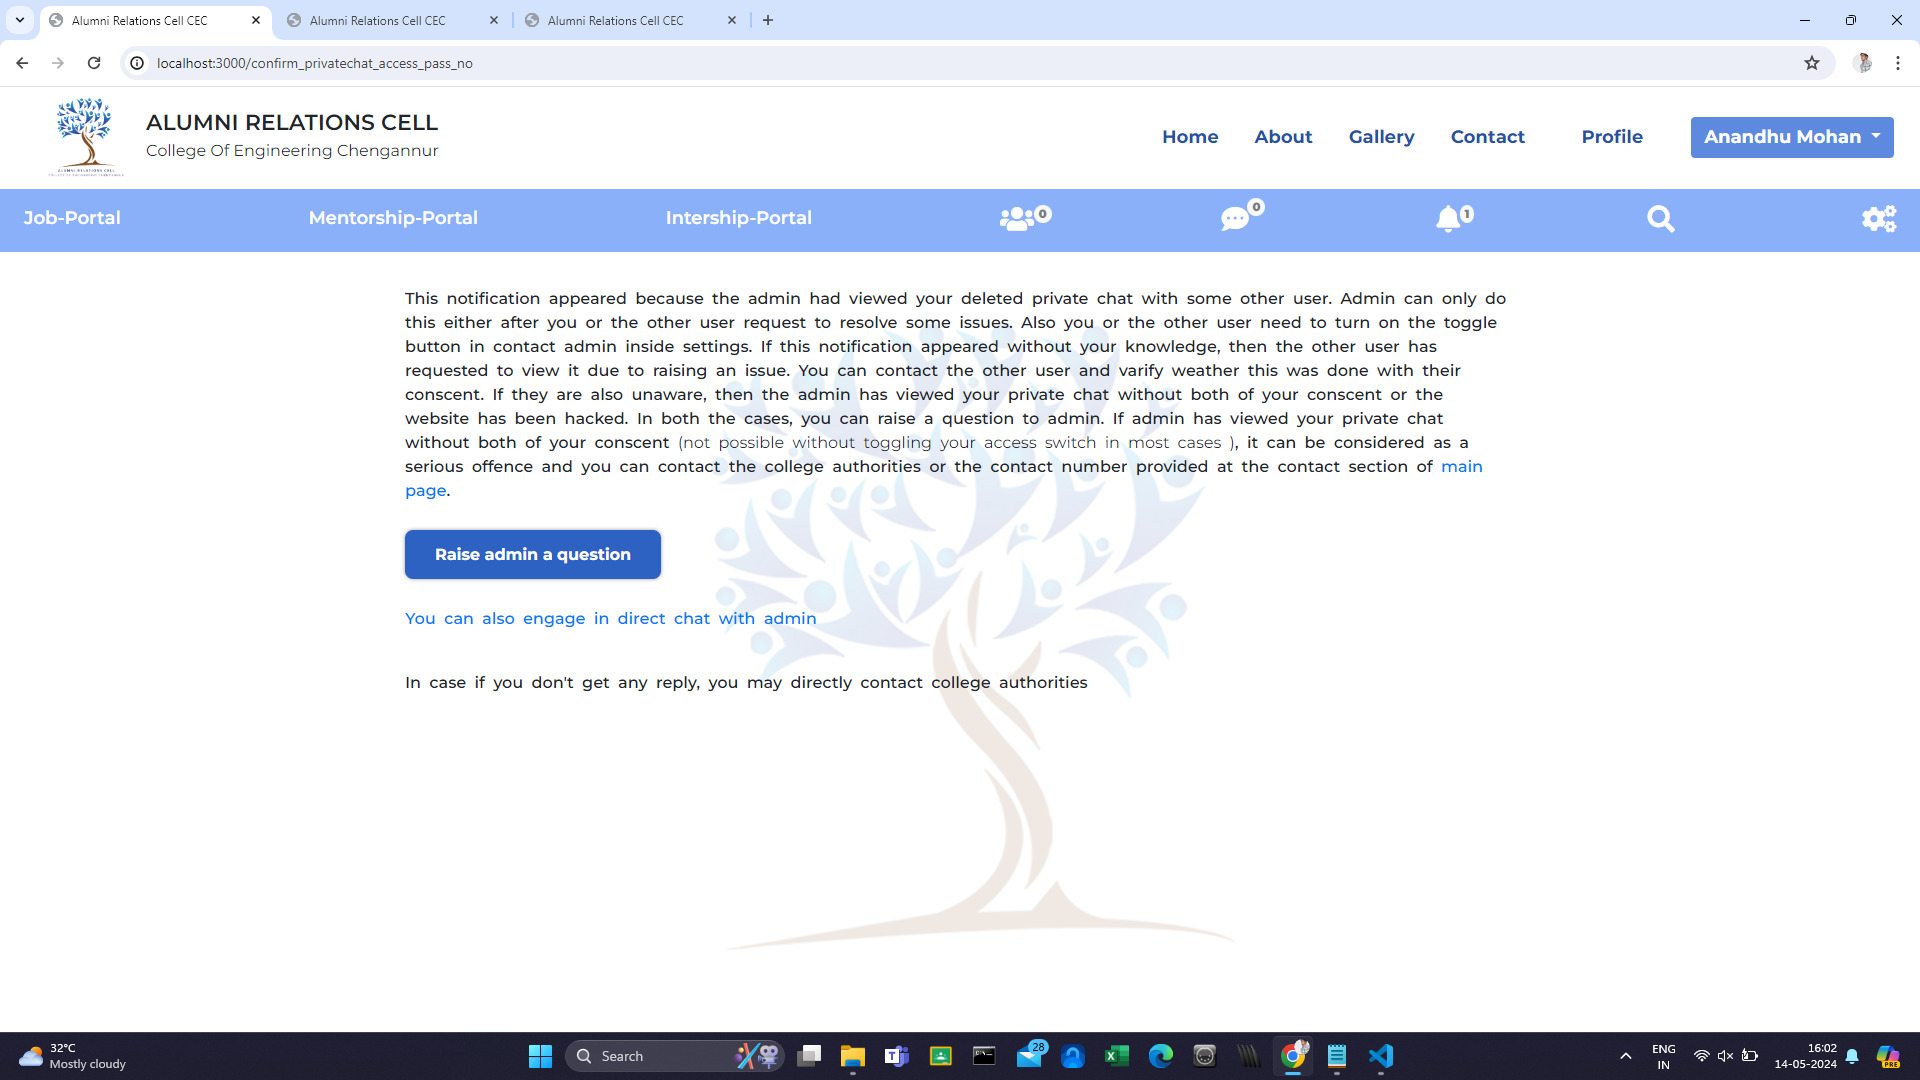 Alumni Relations Cell CEC
Alumni Relations Cell CEC
Alumni Relations Cell CEC
localhost:3000/confirm_privatechat_access_pass_no
ALUMNI RELATIONS CELL
College Of Engineering Chengannur
Home
About
Gallery
Contact
Profile
Anandhu Mohan
Job-Portal
Mentorship-Portal
Intership-Portal
0
0
1
This notification appeared because the admin had viewed your deleted private chat with some other user. Admin can only do
this either after you or the other user request to resolve some issues. Also you or the other user need to turn on the toggle
button in contact admin inside settings. If this notification appeared without your knowledge, then the other user has
requested to view it due to raising an issue. You can contact the other user and varify weather this was done with their
conscent. If they are also unaware, then the admin has viewed your private chat without both of your conscent or the
website has been hacked. In both the cases, you can raise a question to admin. If admin has viewed your private chat
without both of your conscent (not possible without toggling your access switch in most cases ), it can be considered as a
serious offence and you can contact the college authorities or the contact number provided at the contact section of main
page.
Raise admin a question
You can also engage in direct chat with admin
In case if you don't get any reply, you may directly contact college authorities
32°C
Mostly cloudy
Search
28
ENG
IN
16:02
14-05-2024
PRE